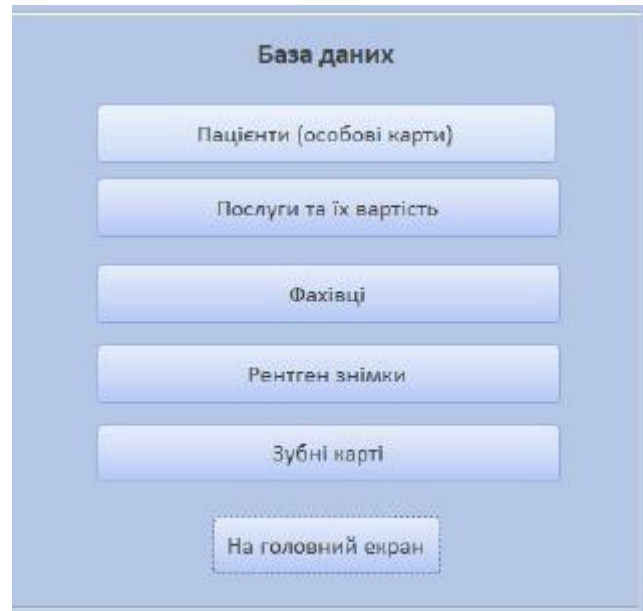 База даних
Пацієнти (особові карти)
Послуги та їх вартість
Фахівці
Рентген знімки
Зубні карті
На головний екран